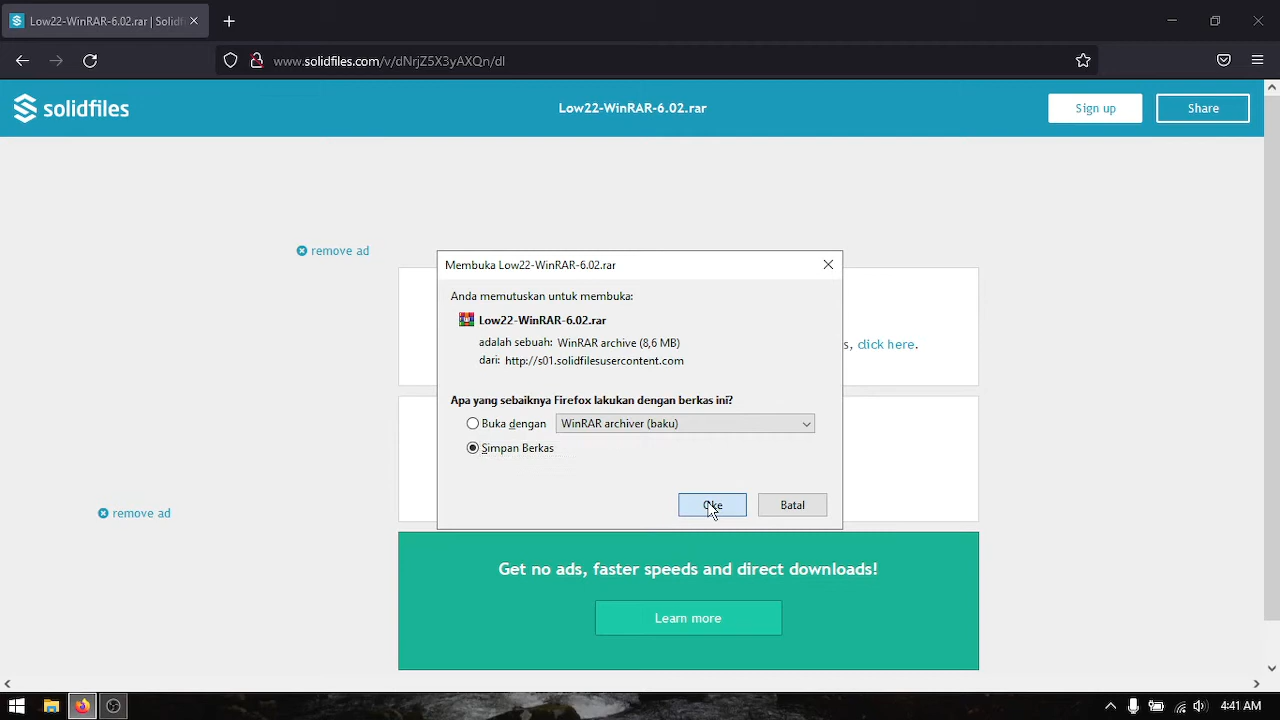 Low22-WinRAR-6.02.rar | Solidf
www.solidfiles.com/v/dNrjZ5X3yAXQn/dl
solidfiles
Low22-WinRAR-6.02.rar
Sign up
Share
remove ad
Membuka Low22-WinRAR-6.02.rar
Anda memutuskan untuk membuka:
Low22-WinRAR-6.02.rar
adalah sebuah: WinRAR archive (8,6 MB)
dari: http://s01.solidfilesusercontent.com
s, click here.
Apa yang sebaiknya Firefox lakukan dengan berkas ini?
Buka dengan
WinRAR archiver (baku)
Simpan Berkas
Oke
Batal
remove ad
Get no ads, faster speeds and direct downloads!
Learn more
4:41 AM